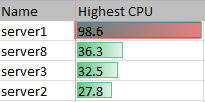 Name Highest CPU
server1 98.6
server8 36.3
server3 32.5
server2 27.8